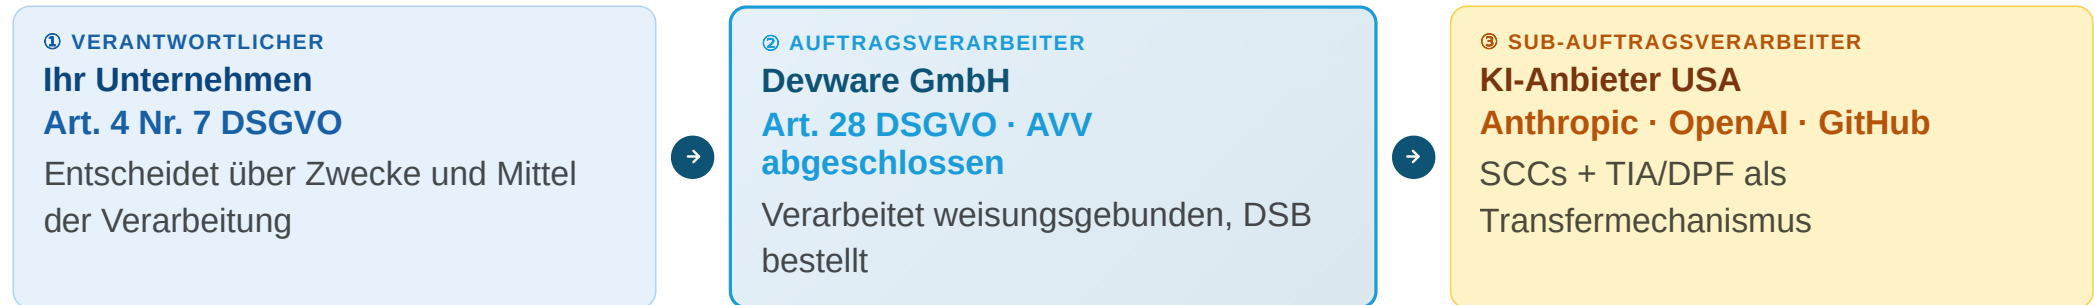 ① VERANTWORTLICHER
Ihr Unternehmen
Art. 4 Nr. 7 DSGVO
Entscheidet über Zwecke und Mittel
der Verarbeitung
② AUFTRAGSVERARBEITER
Devware GmbH
Art. 28 DSGVO · AVV
abgeschlossen
Verarbeitet weisungsgebunden, DSB
bestellt
③ SUB-AUFTRAGSVERARBEITER
KI-Anbieter USA
Anthropic · OpenAI · GitHub
SCCs + TIA/DPF als
Transfermechanismus